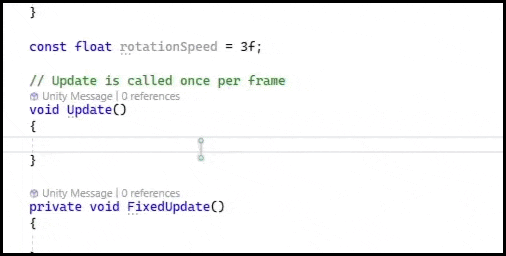 }
const float rotationSpeed = 3f;
// Update is called once per frame
Unity Message | 0 references
void Update()
{
}
Unity Message | 0 references
private void FixedUpdate()
{